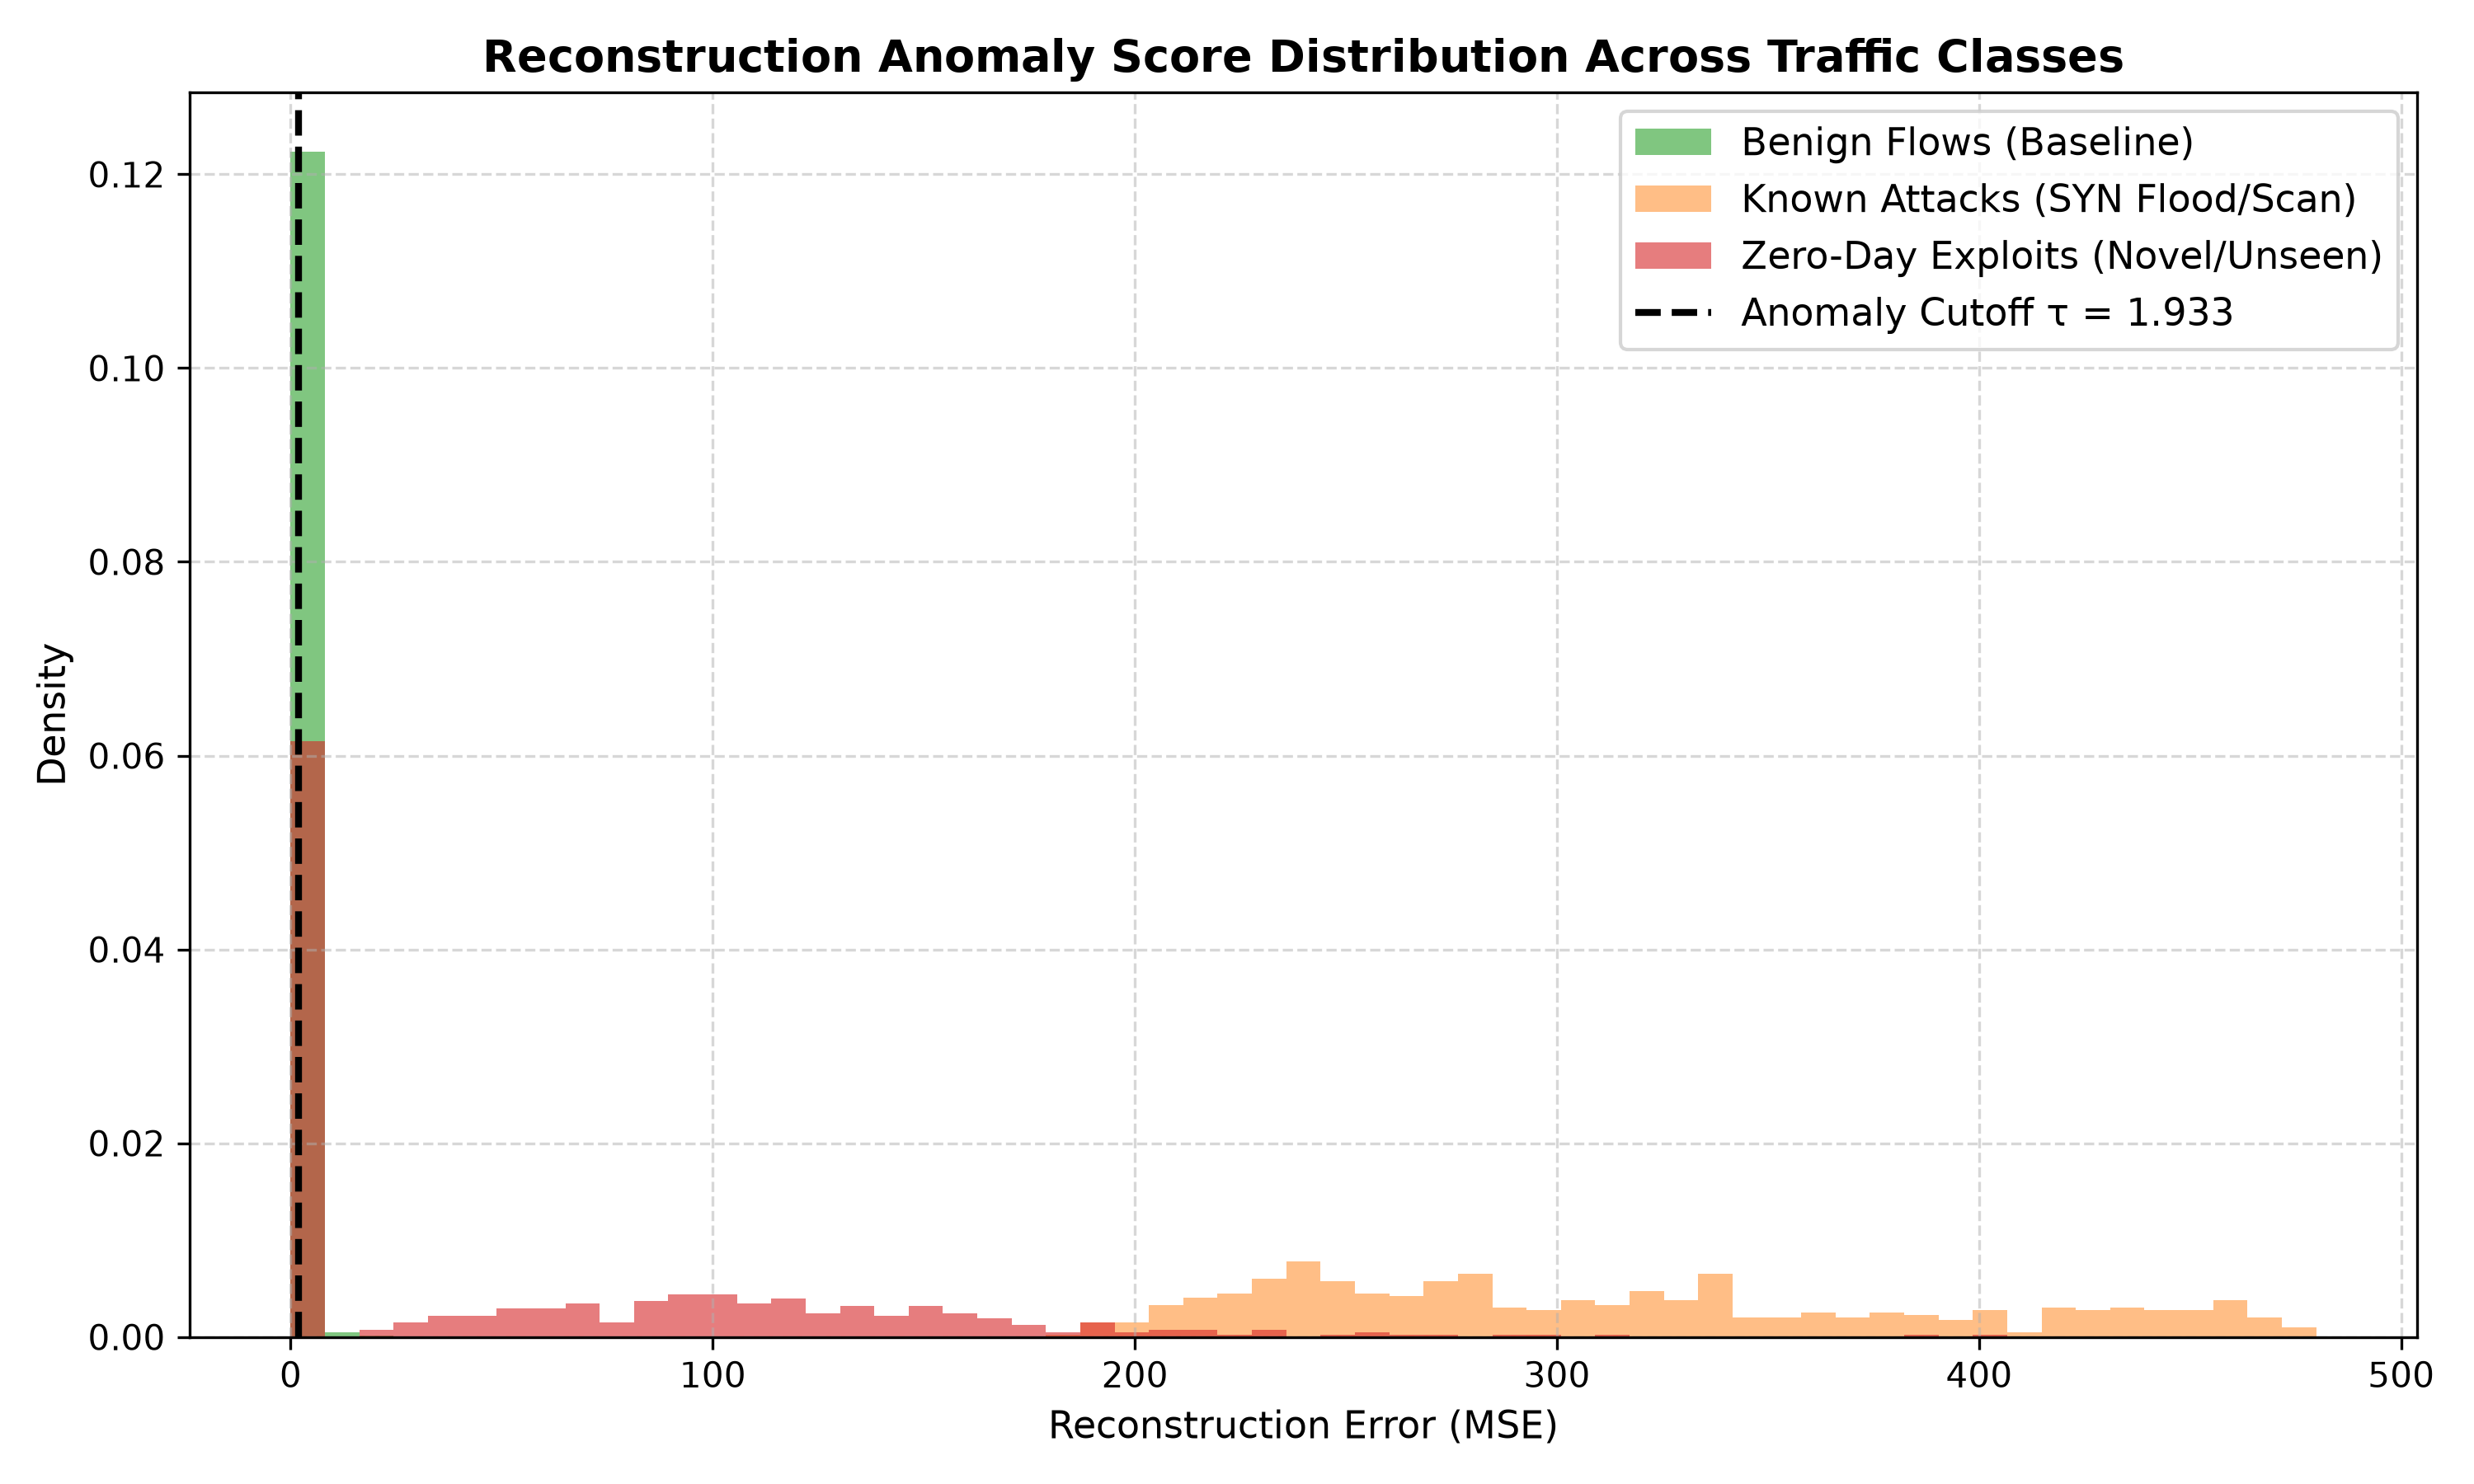 Reconstruction Anomaly Score Distribution Across Traffic Classes
Benign Flows (Baseline)
Known Attacks (SYN Flood/Scan)
Zero-Day Exploits (Novel/Unseen)
Anomaly Cutoff τ = 1.933
Density
0.12
0.10
0.08
0.06
0.04
0.02
0.00
0 100 200 300 400 500
Reconstruction Error (MSE)